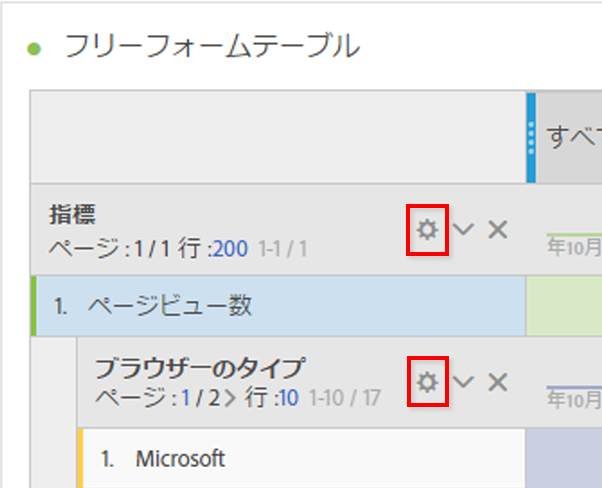 フリーフォームテーブル
すべ
指標
ページ : 1 / 1 行 : 200 1-1 / 1
年10月
1. ページビュー数
ブラウザーのタイプ
ページ : 1 / 2 > 行 : 10 1-10 / 17
年10月
1. Microsoft